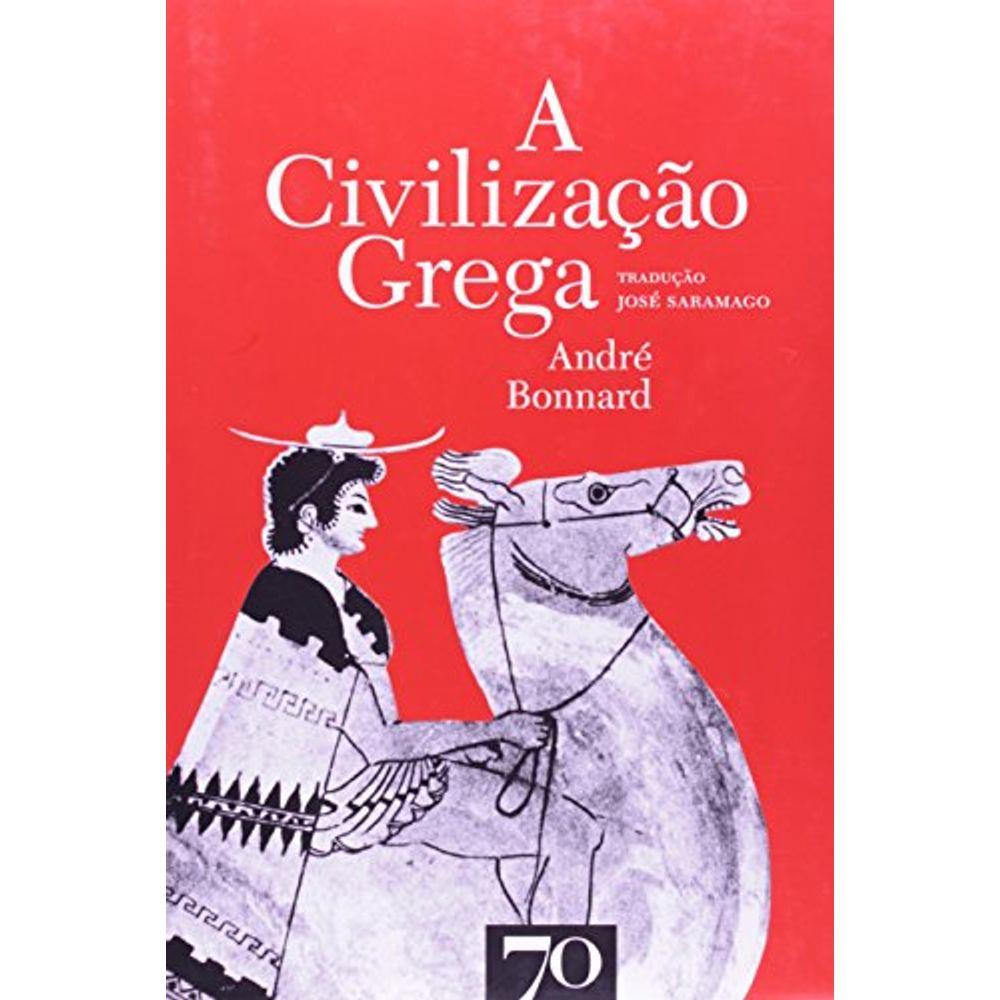 A
Civilização
Grega
TRADUÇÃO
JOSÉ SARAMAGO
André
Bonnard
70